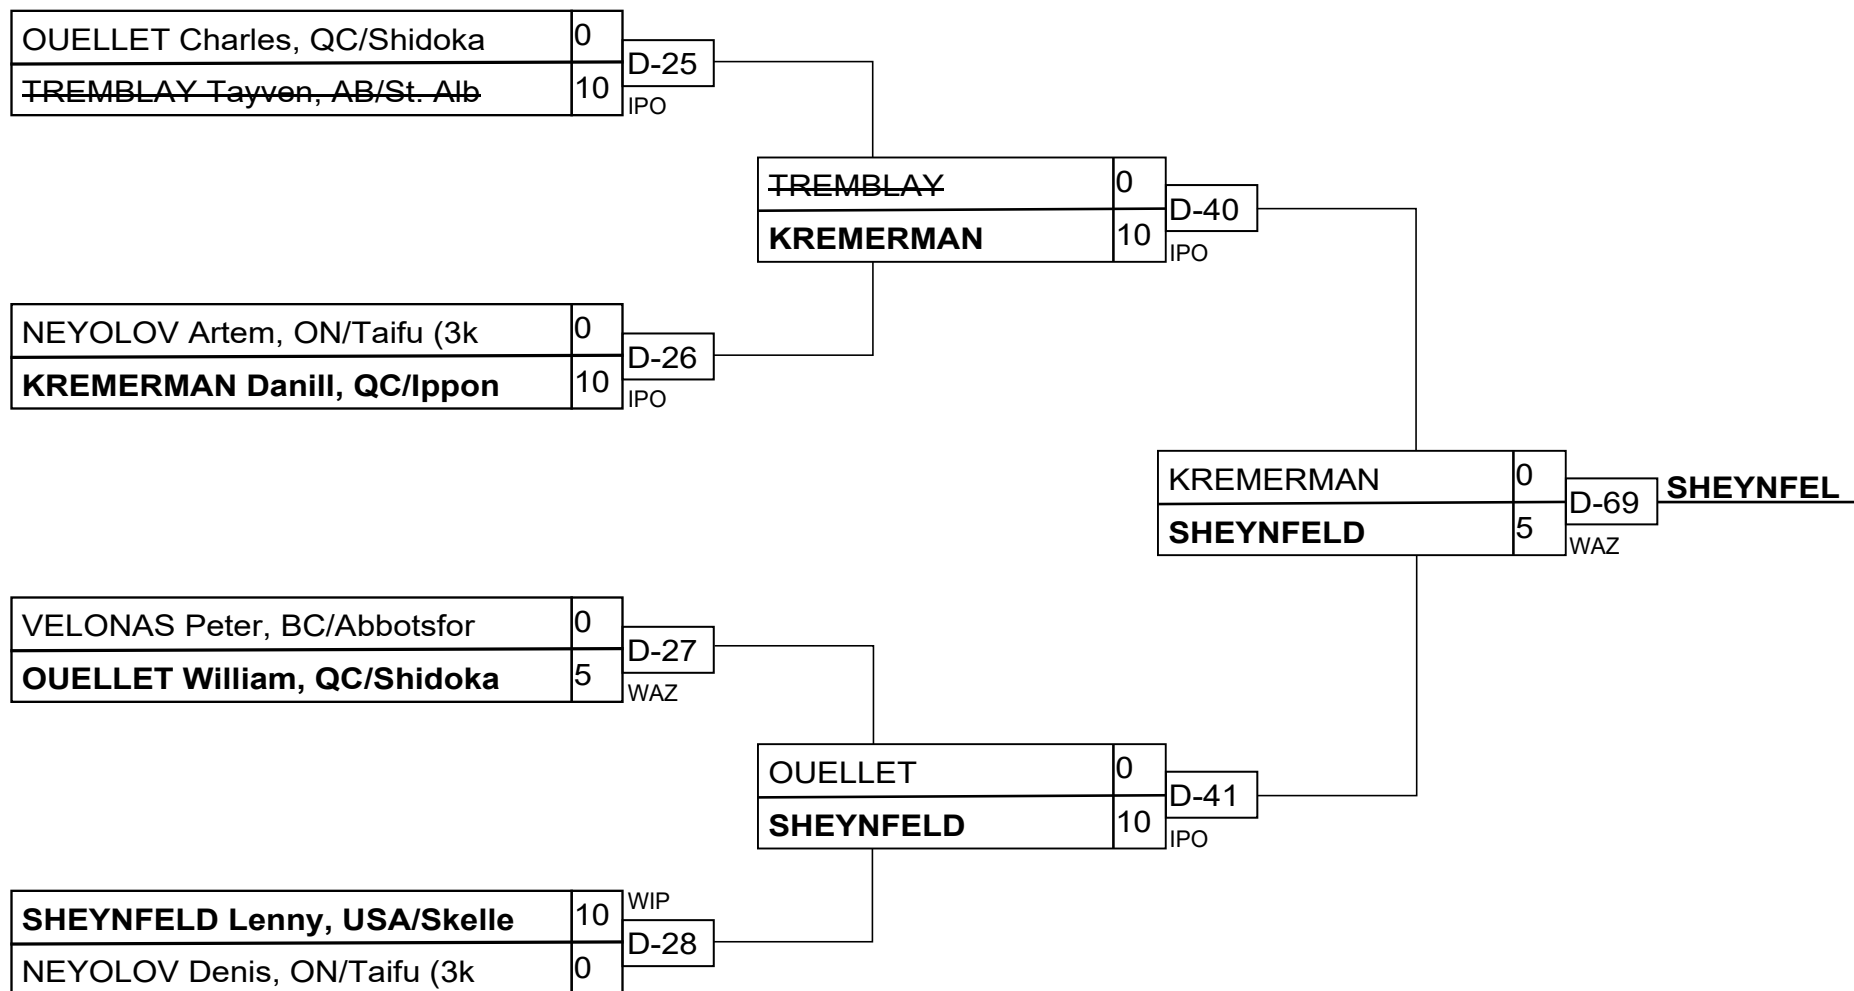 OUELLET Charles, QC/Shidoka 0
D-25
TREMBLAY Tayven, AB/St. Alb 10
IPO
TREMBLAY 0
D-40
KREMERMAN 10
IPO
NEYOLOV Artem, ON/Taifu (3k 0
D-26
KREMERMAN Danill, QC/Ippon 10
IPO
KREMERMAN 0
D-69 SHEYNFEL
SHEYNFELD 5
WAZ
VELONAS Peter, BC/Abbotsfor 0
D-27
OUELLET William, QC/Shidoka 5
WAZ
OUELLET 0
D-41
SHEYNFELD 10
IPO
WIP
SHEYNFELD Lenny, USA/Skelle 10
D-28
NEYOLOV Denis, ON/Taifu (3k 0